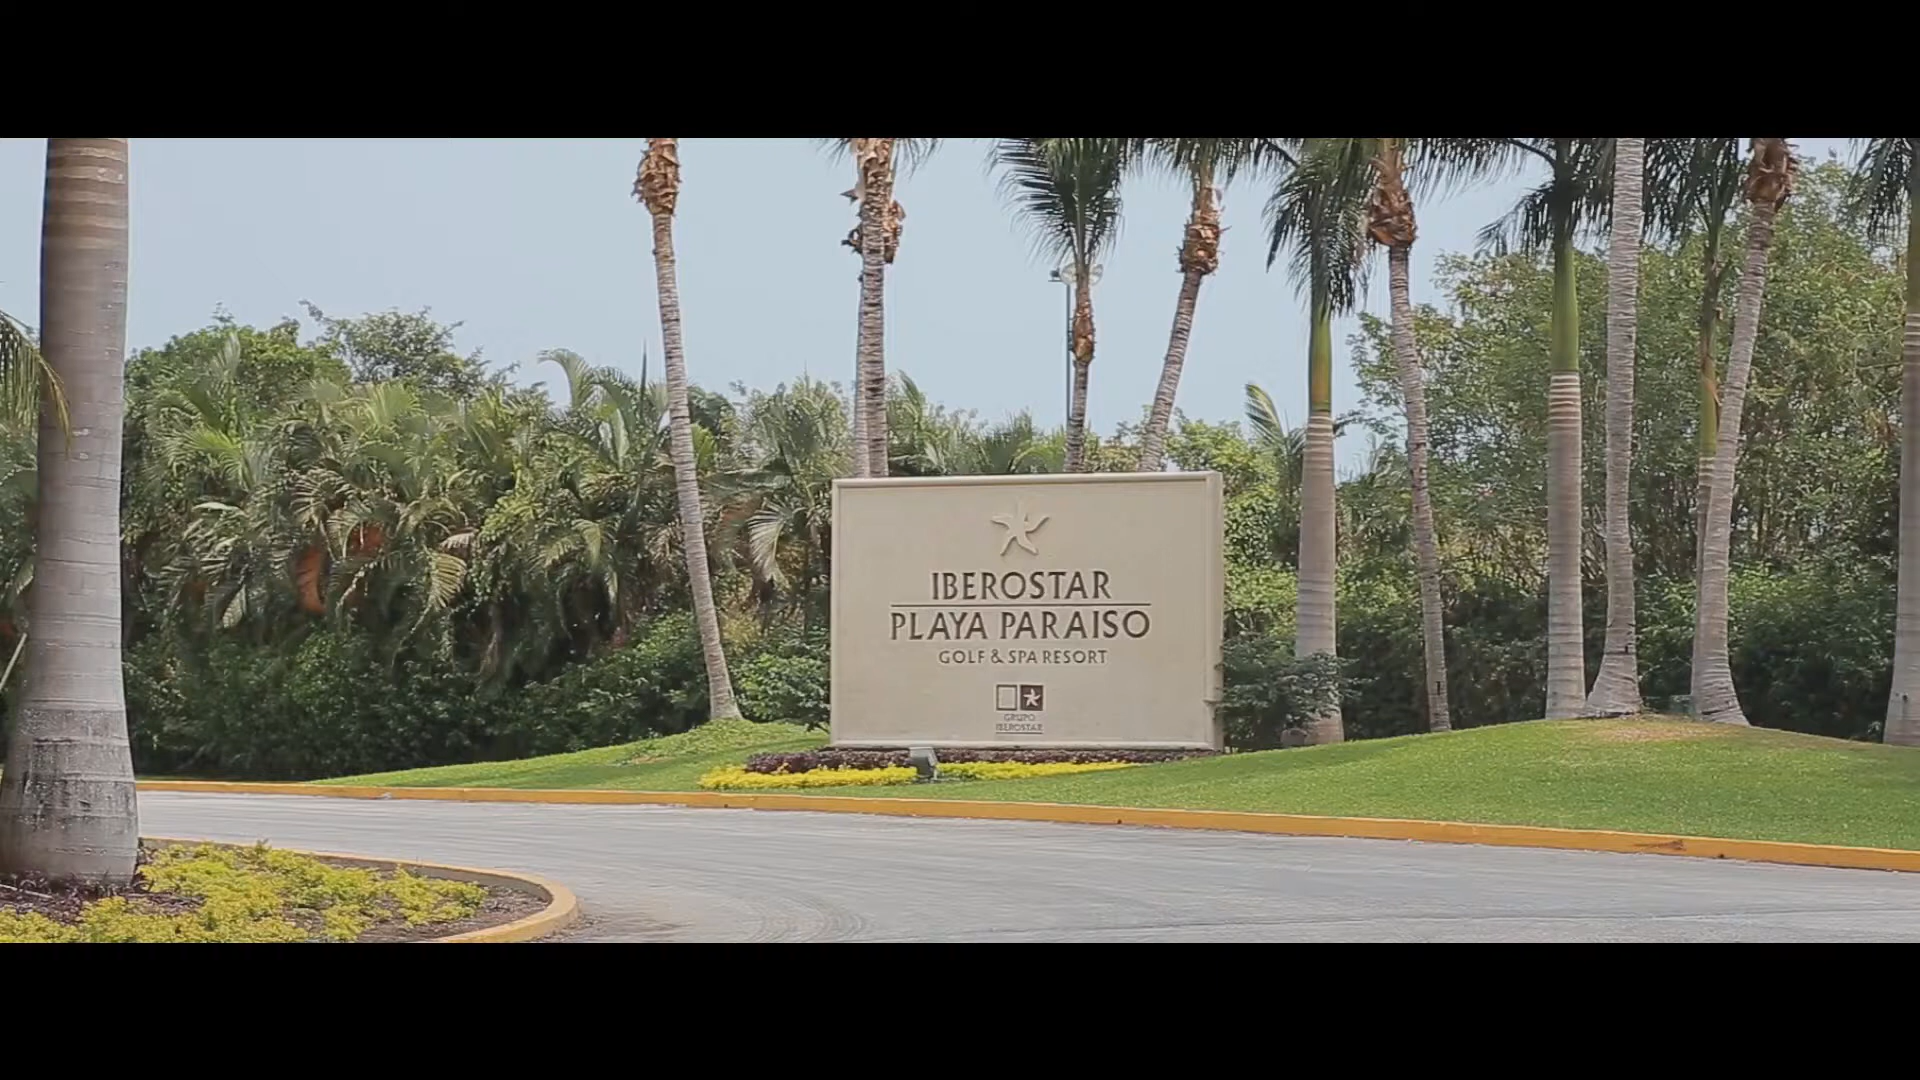 IBEROSTAR
PLAYA PARAISO
GOLF & SPA RESORT
GRUPO
IBEROSTAR